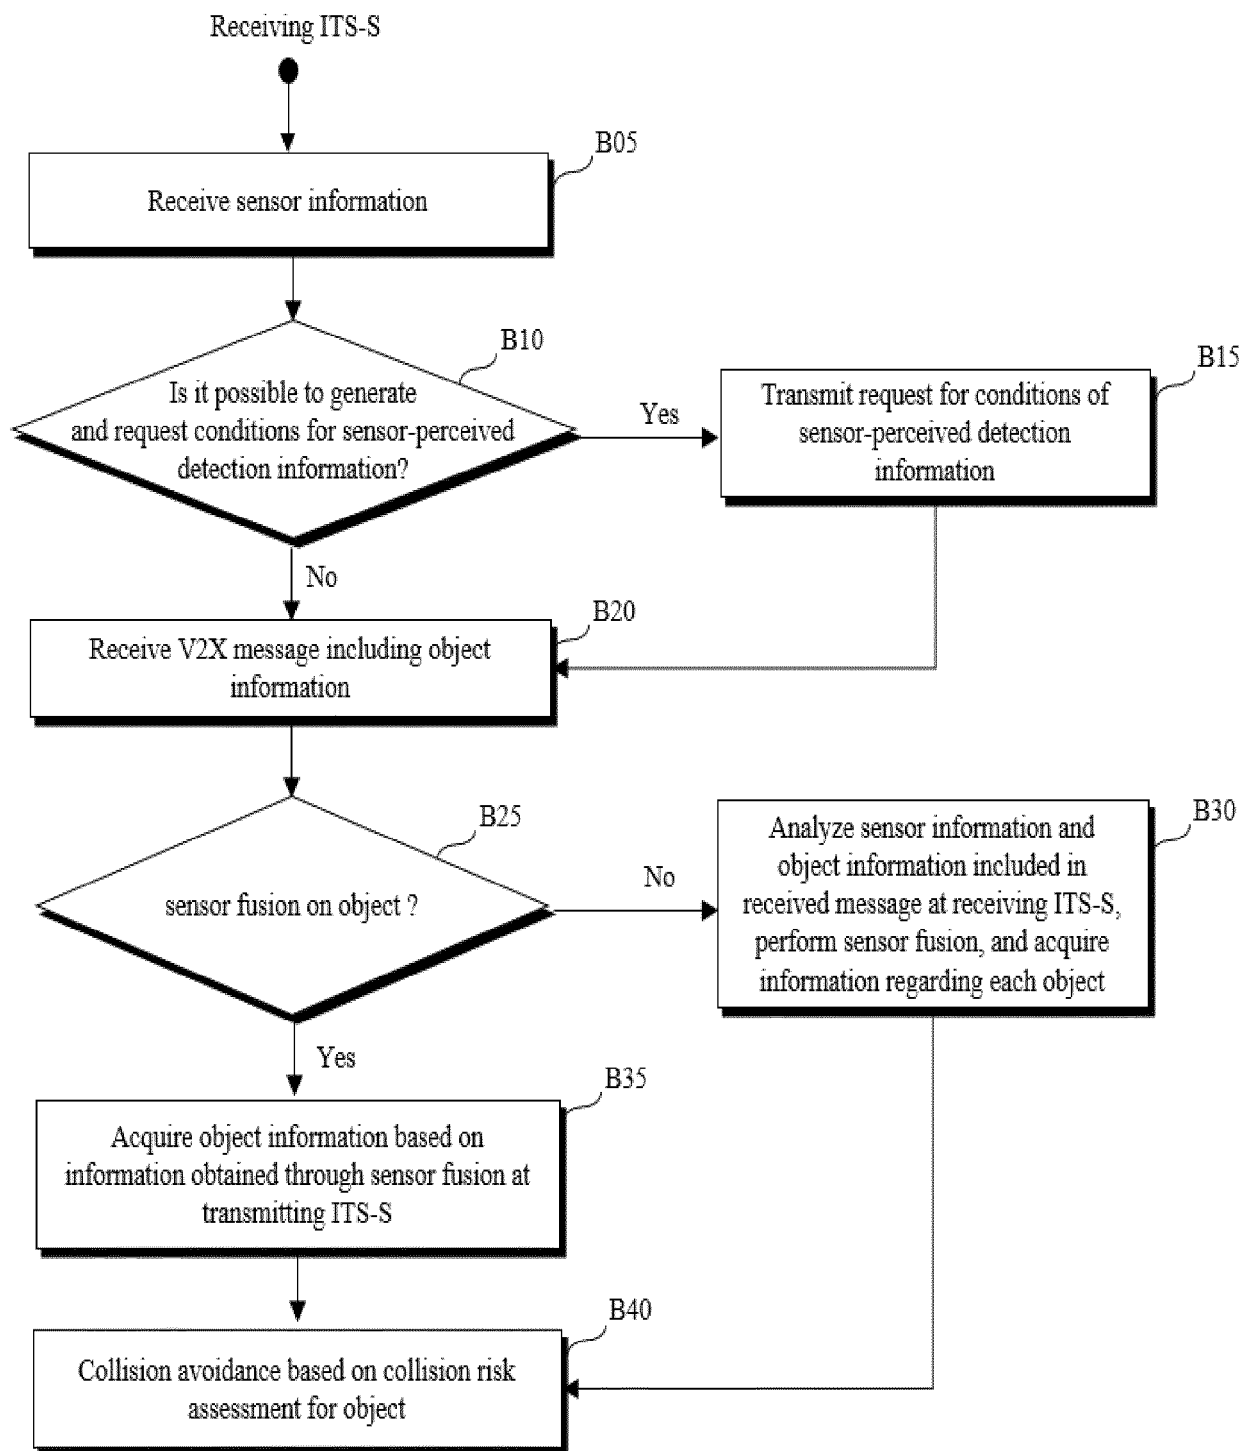 Receiving ITS-S
B05
Receive sensor information
B10
Is it possible to generate
and request conditions for sensor-perceived
detection information?
Yes
B15
Transmit request for conditions of
sensor-perceived detection
information
No
B20
Receive V2X message including object
information
B25
sensor fusion on object ?
No
B30
Analyze sensor information and
object information included in
received message at receiving ITS-S,
perform sensor fusion, and acquire
information regarding each object
Yes
B35
Acquire object information based on
information obtained through sensor fusion at
transmitting ITS-S
B40
Collision avoidance based on collision risk
assessment for object